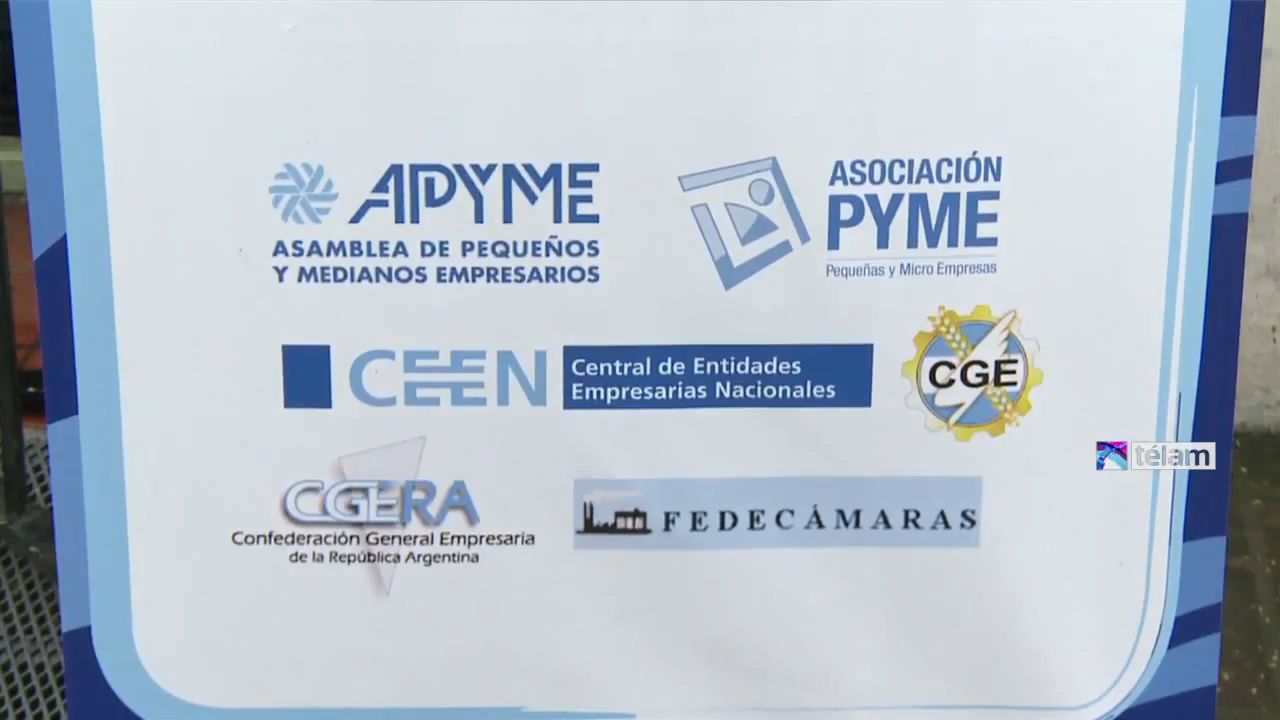 APYME
ASAMBLEA DE PEQUEÑOS
Y MEDIANOS EMPRESARIOS
ASOCIACIÓN
PYME
Pequeñas y Micro Empresas
CEEN
Central de Entidades
Empresarias Nacionales
CGE
CGERA
Confederación General Empresaria
de la República Argentina
FEDECÁMARAS
télam